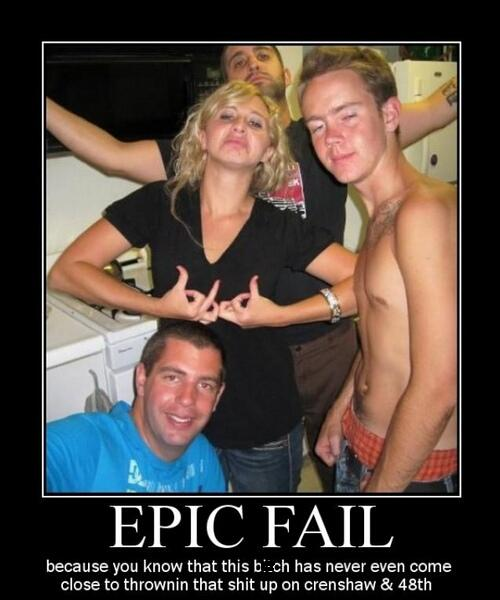 EPIC FAIL
because you know that this b::ch has never even come
close to thrownin that shit up on crenshaw & 48th